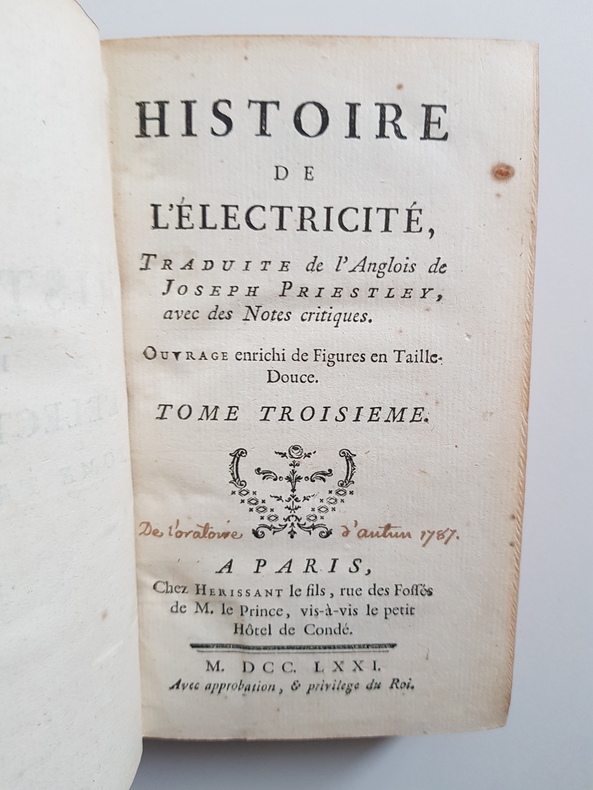 HISTOIRE
DE
L'ÉLECTRICITÉ,
TRADUITE de l'Anglois de
JOSEPH PRIESTLEY,
avec des Notes critiques.
OUVRAGE enrichi de Figures en Taille-
Douce.
TOME TROISIEME.
De l'oratoire d'autun 1787.
A PARIS,
Chez HERISSANT le fils, rue des Fossés
de M. le Prince, vis-à-vis le petit
Hôtel de Condé.
M. DCC. LXXI.
Avec approbation, & privilege du Roi.